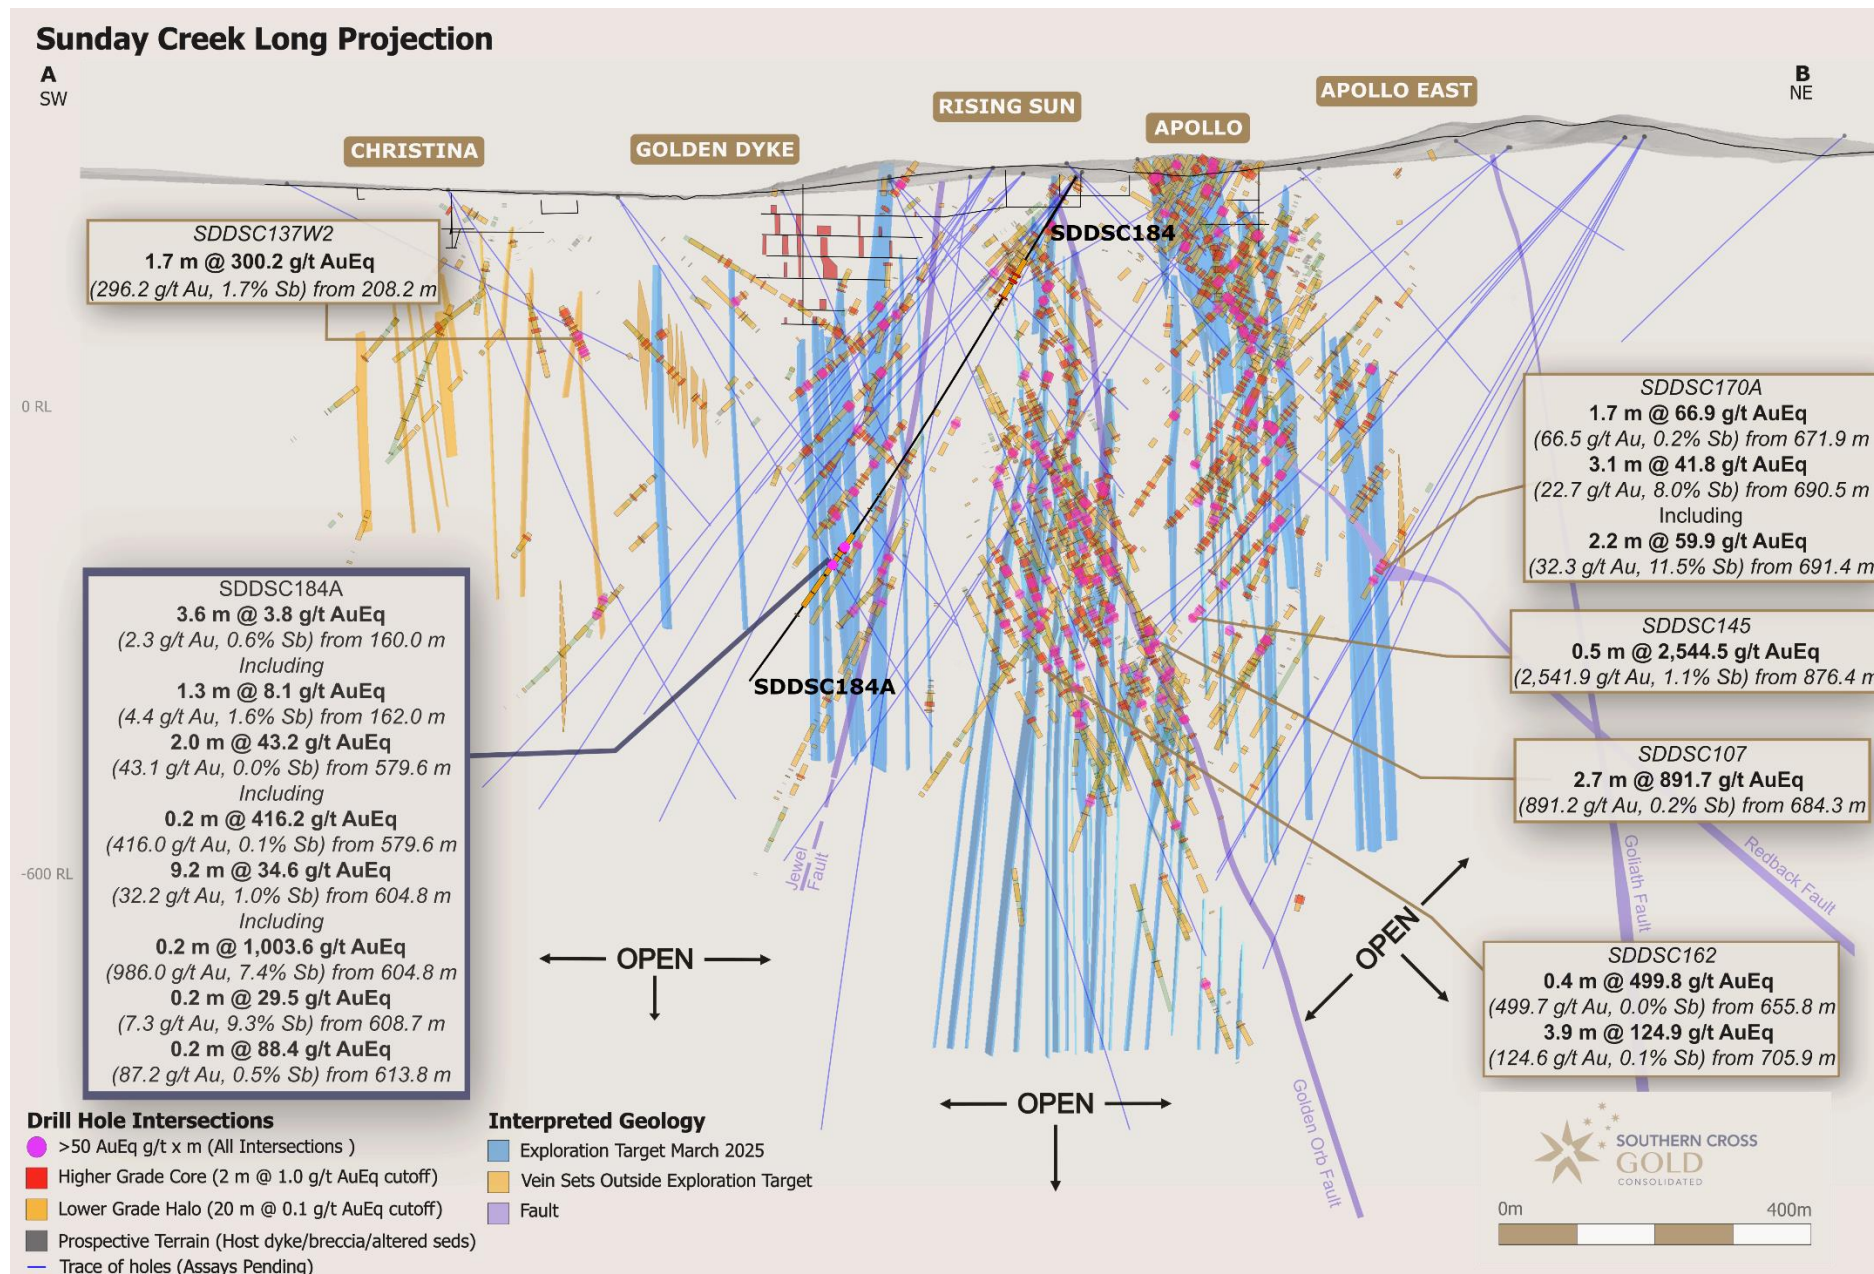 Sunday Creek Long Projection
A
SW
B
NE
CHRISTINA
GOLDEN DYKE
RISING SUN
APOLLO
APOLLO EAST
SDDSC137W2
1.7 m @ 300.2 g/t AuEq
(296.2 g/t Au, 1.7% Sb) from 208.2 m
SDDSC184
0 RL
SDDSC170A
1.7 m @ 66.9 g/t AuEq
(66.5 g/t Au, 0.2% Sb) from 671.9 m
3.1 m @ 41.8 g/t AuEq
(22.7 g/t Au, 8.0% Sb) from 690.5 m
Including
2.2 m @ 59.9 g/t AuEq
(32.3 g/t Au, 11.5% Sb) from 691.4 m
SDDSC184A
3.6 m @ 3.8 g/t AuEq
(2.3 g/t Au, 0.6% Sb) from 160.0 m
Including
1.3 m @ 8.1 g/t AuEq
(4.4 g/t Au, 1.6% Sb) from 162.0 m
2.0 m @ 43.2 g/t AuEq
(43.1 g/t Au, 0.0% Sb) from 579.6 m
Including
0.2 m @ 416.2 g/t AuEq
(416.0 g/t Au, 0.1% Sb) from 579.6 m
9.2 m @ 34.6 g/t AuEq
(32.2 g/t Au, 1.0% Sb) from 604.8 m
Including
0.2 m @ 1,003.6 g/t AuEq
(986.0 g/t Au, 7.4% Sb) from 604.8 m
0.2 m @ 29.5 g/t AuEq
(7.3 g/t Au, 9.3% Sb) from 608.7 m
0.2 m @ 88.4 g/t AuEq
(87.2 g/t Au, 0.5% Sb) from 613.8 m
SDDSC184A
SDDSC145
0.5 m @ 2,544.5 g/t AuEq
(2,541.9 g/t Au, 1.1% Sb) from 876.4 m
SDDSC107
2.7 m @ 891.7 g/t AuEq
(891.2 g/t Au, 0.2% Sb) from 684.3 m
-600 RL
Jewel
Fault
Goliath Fault
Redback Fault
Golden Orb Fault
OPEN
OPEN
OPEN
SDDSC162
0.4 m @ 499.8 g/t AuEq
(499.7 g/t Au, 0.0% Sb) from 655.8 m
3.9 m @ 124.9 g/t AuEq
(124.6 g/t Au, 0.1% Sb) from 705.9 m
Drill Hole Intersections
>50 AuEq g/t x m (All Intersections )
Higher Grade Core (2 m @ 1.0 g/t AuEq cutoff)
Lower Grade Halo (20 m @ 0.1 g/t AuEq cutoff)
Prospective Terrain (Host dyke/breccia/altered seds)
Trace of holes (Assays Pending)
Interpreted Geology
Exploration Target March 2025
Vein Sets Outside Exploration Target
Fault
SOUTHERN CROSS
GOLD
CONSOLIDATED
0m
400m